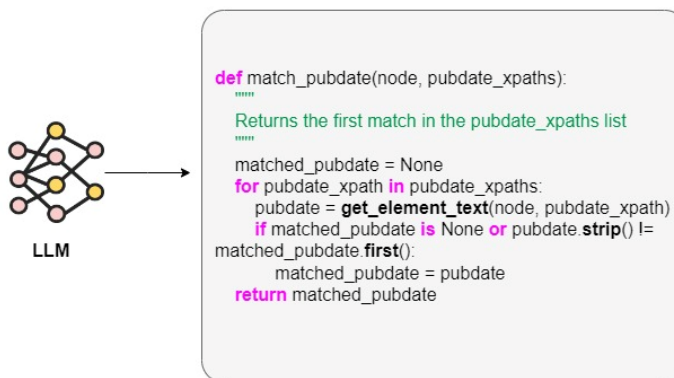 LLM
def match_pubdate(node, pubdate_xpaths):
"""
Returns the first match in the pubdate_xpaths list
"""
matched_pubdate = None
for pubdate_xpath in pubdate_xpaths:
pubdate = get_element_text(node, pubdate_xpath)
if matched_pubdate is None or pubdate.strip() !=
matched_pubdate.first():
matched_pubdate = pubdate
return matched_pubdate